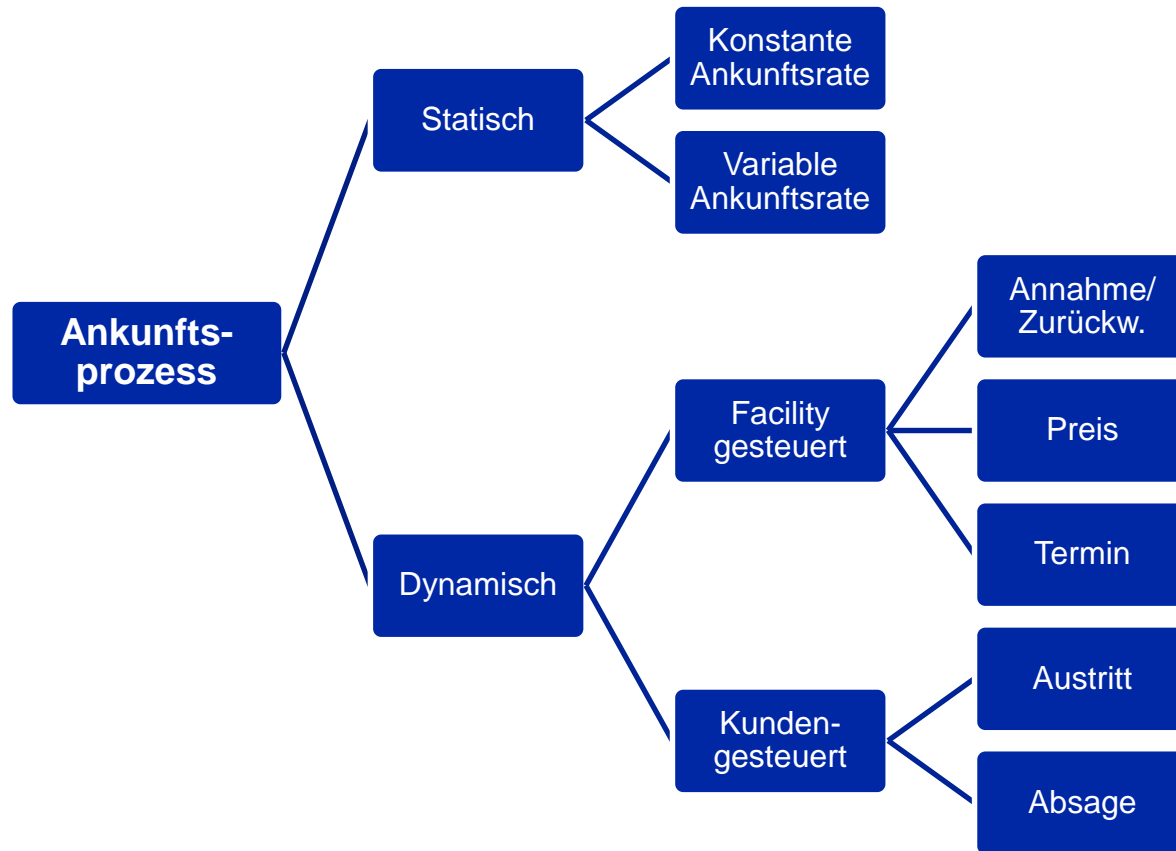 Konstante
Ankunftsrate
Statisch
Variable
Ankunftsrate
Ankunfts-
prozess
Annahme/
Zurückw.
Facility
gesteuert
Preis
Termin
Dynamisch
Kunden-
gesteuert
Austritt
Absage